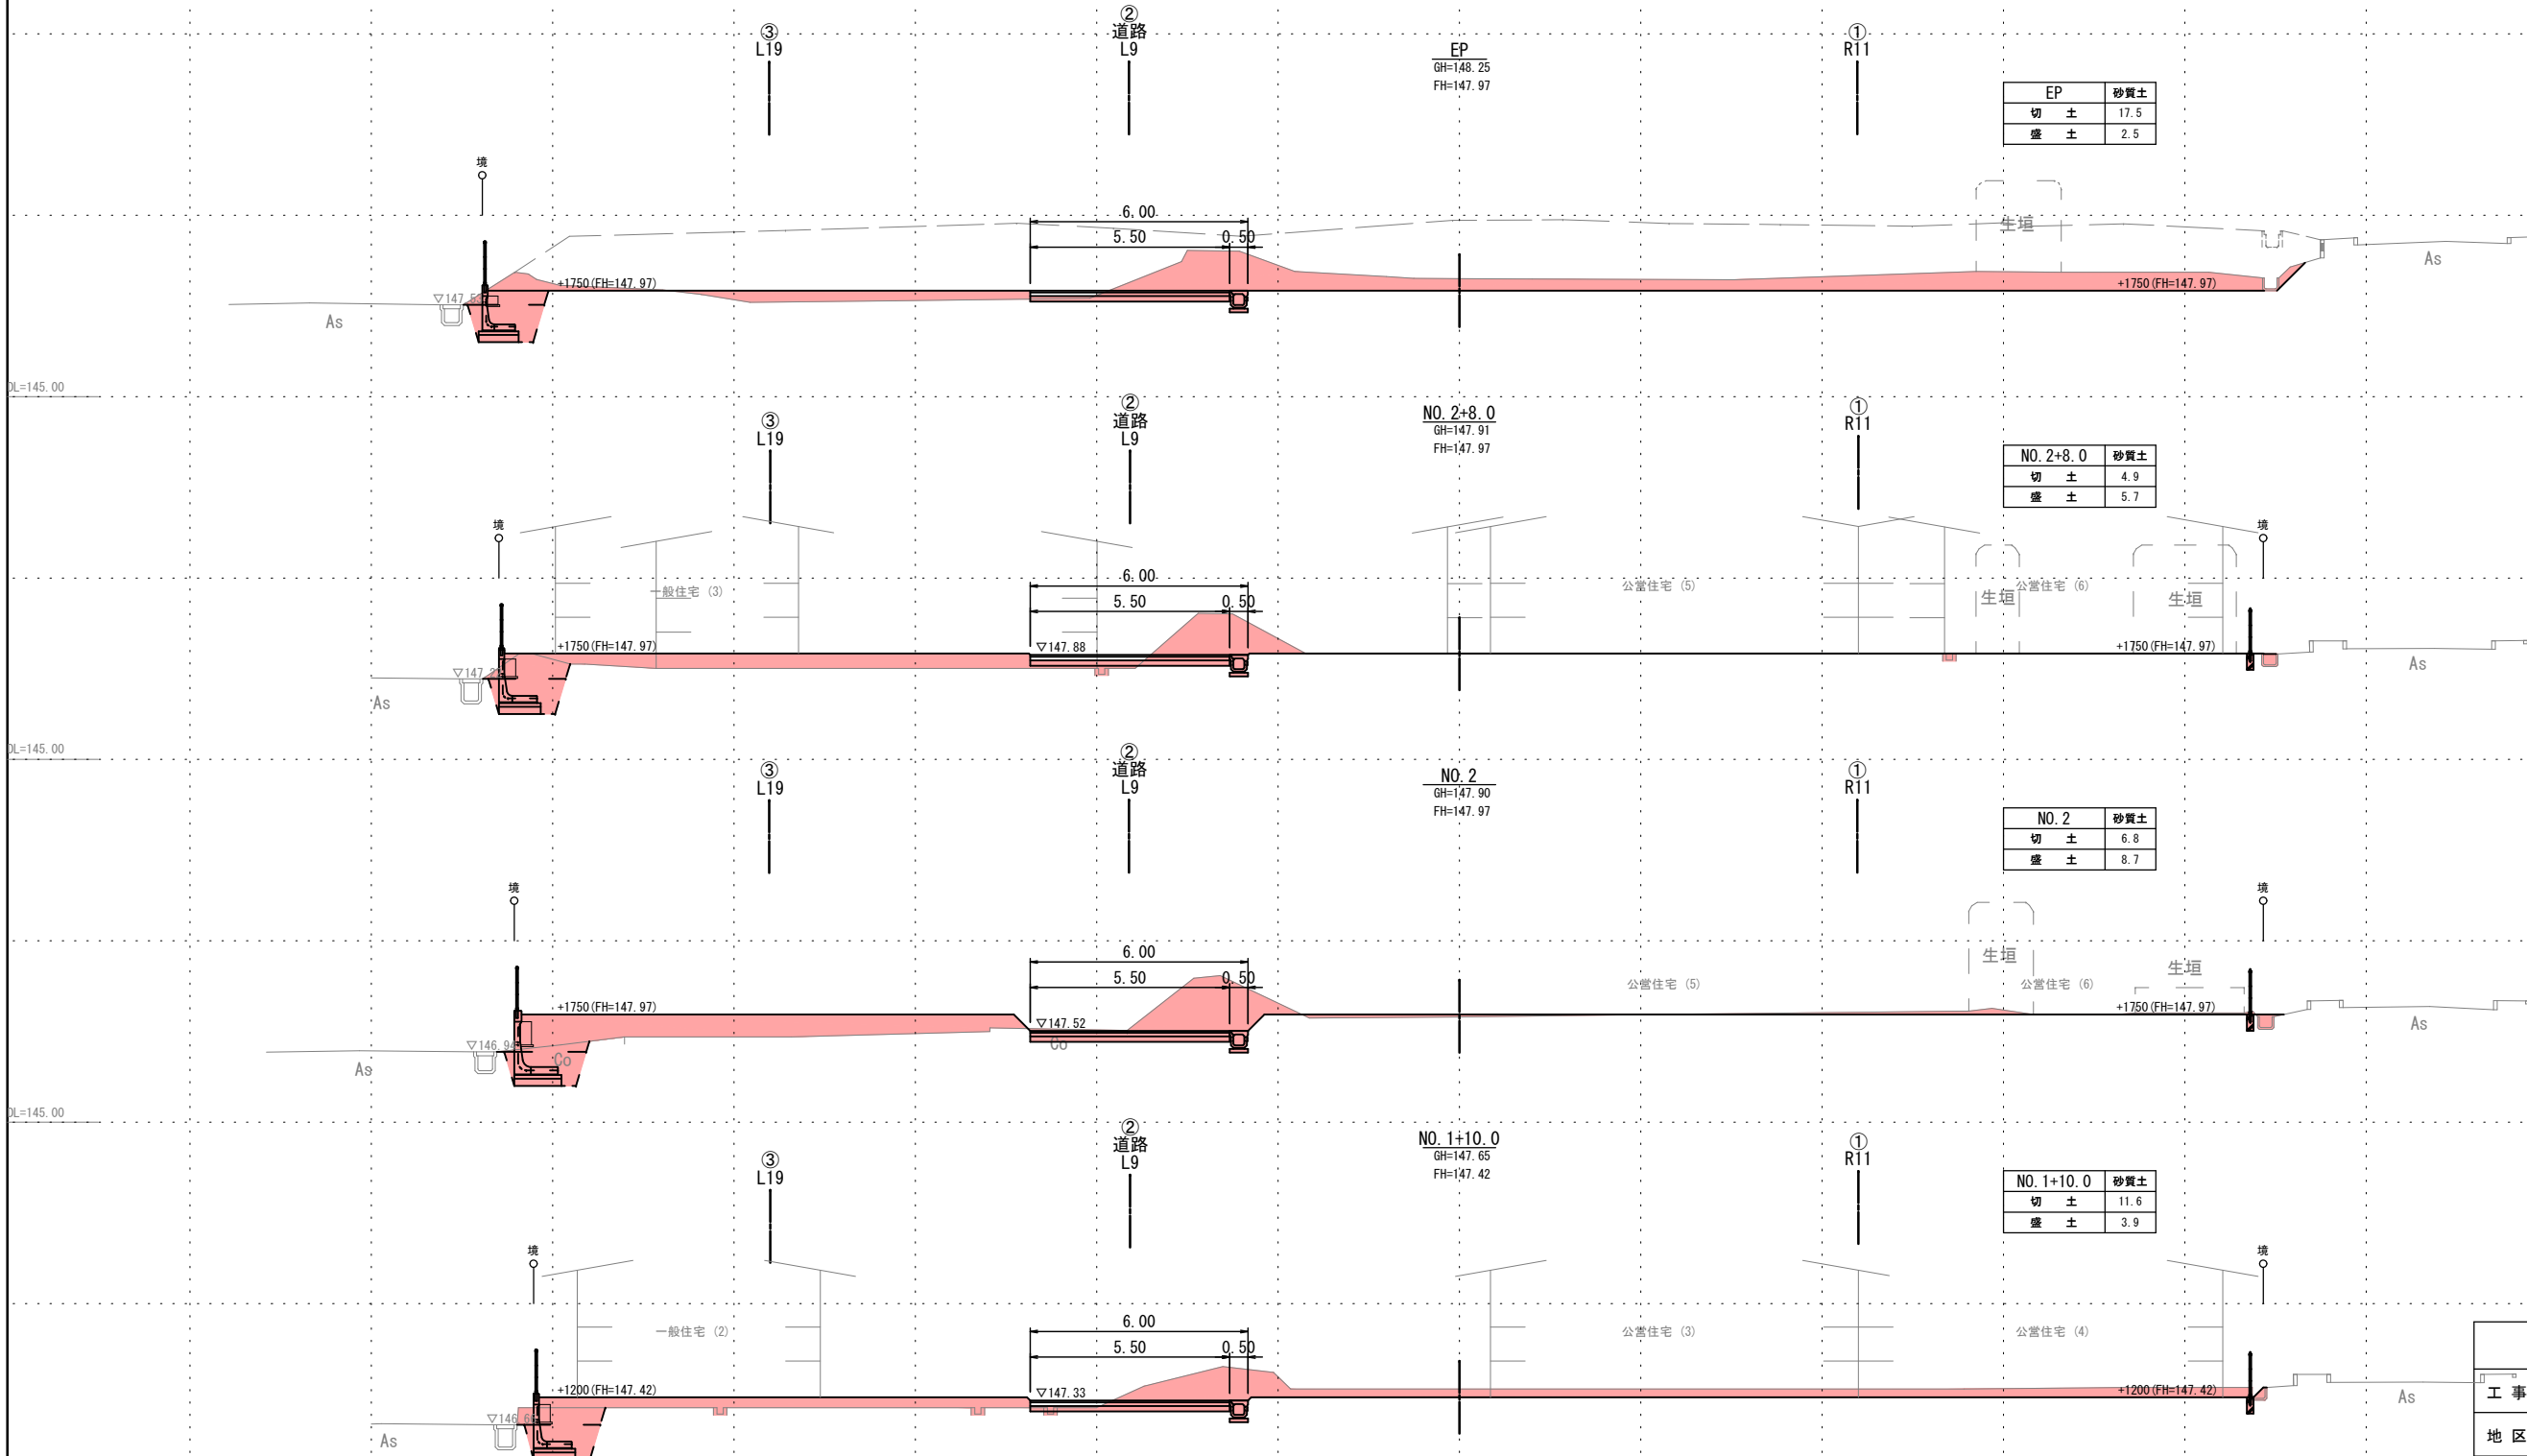 ③
L19
②
道路
L9
EP
GH=148.25
FH=147.97
①
R11
EP 砂質土
切 土 17.5
盛 土 2.5
境
6.00
5.50 0.50
生垣
+1750(FH=147.97)
+1750(FH=147.97)
As
As
DL=145.00
③
L19
②
道路
L9
NO.2+8.0
GH=147.91
FH=147.97
①
R11
NO.2+8.0 砂質土
切 土 4.9
盛 土 5.7
境
境
一般住宅(3)
6.00
5.50 0.50
公営住宅(5)
公営住宅(6)
生垣
生垣
+1750(FH=147.97)
▽147.88
+1750(FH=147.97)
As
As
DL=145.00
③
L19
②
道路
L9
NO.2
GH=147.90
FH=147.97
①
R11
NO.2 砂質土
切 土 6.8
盛 土 8.7
境
境
6.00
5.50 0.50
公営住宅(5)
生垣
公営住宅(6)
生垣
+1750(FH=147.97)
▽147.52
+1750(FH=147.97)
▽146.94
As
Co
Co
As
DL=145.00
③
L19
②
道路
L9
NO.1+10.0
GH=147.65
FH=147.42
①
R11
NO.1+10.0 砂質土
切 土 11.6
盛 土 3.9
境
境
一般住宅(2)
6.00
5.50 0.50
公営住宅(3)
公営住宅(4)
+1200(FH=147.42)
▽147.33
+1200(FH=147.42)
As
As
工 事
地 区